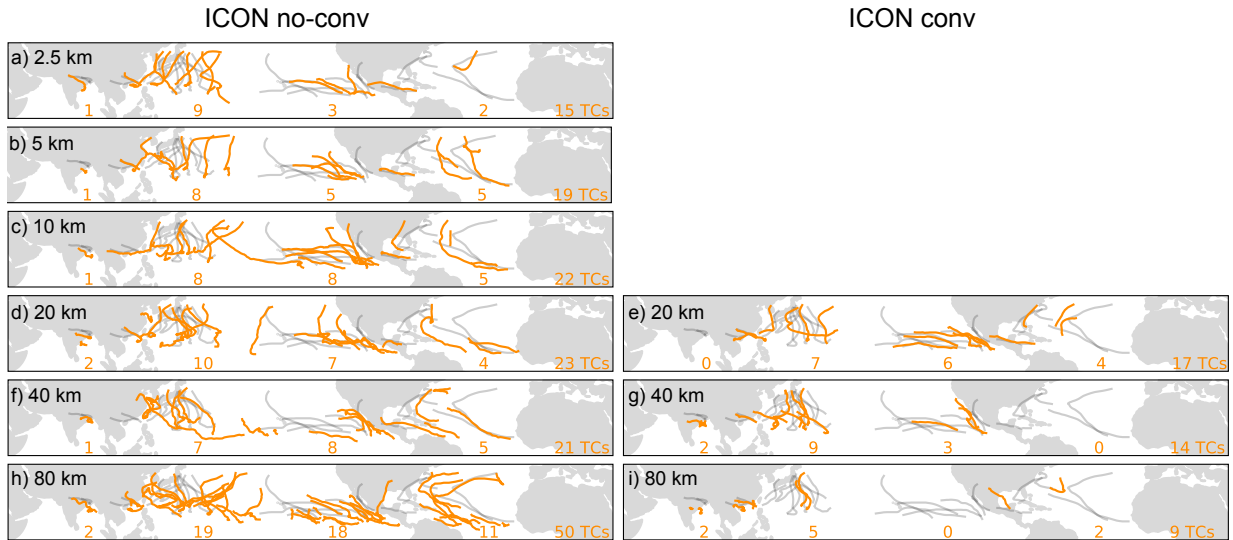 ICON no-conv
ICON conv
a) 2.5 km
1 9 3 2 15 TCs
b) 5 km
1 8 5 5 19 TCs
c) 10 km
1 8 8 5 22 TCs
d) 20 km
2 10 7 4 23 TCs
e) 20 km
0 7 6 4 17 TCs
f) 40 km
1 7 8 5 21 TCs
g) 40 km
2 9 3 0 14 TCs
h) 80 km
2 19 18 11 50 TCs
i) 80 km
2 5 0 2 9 TCs